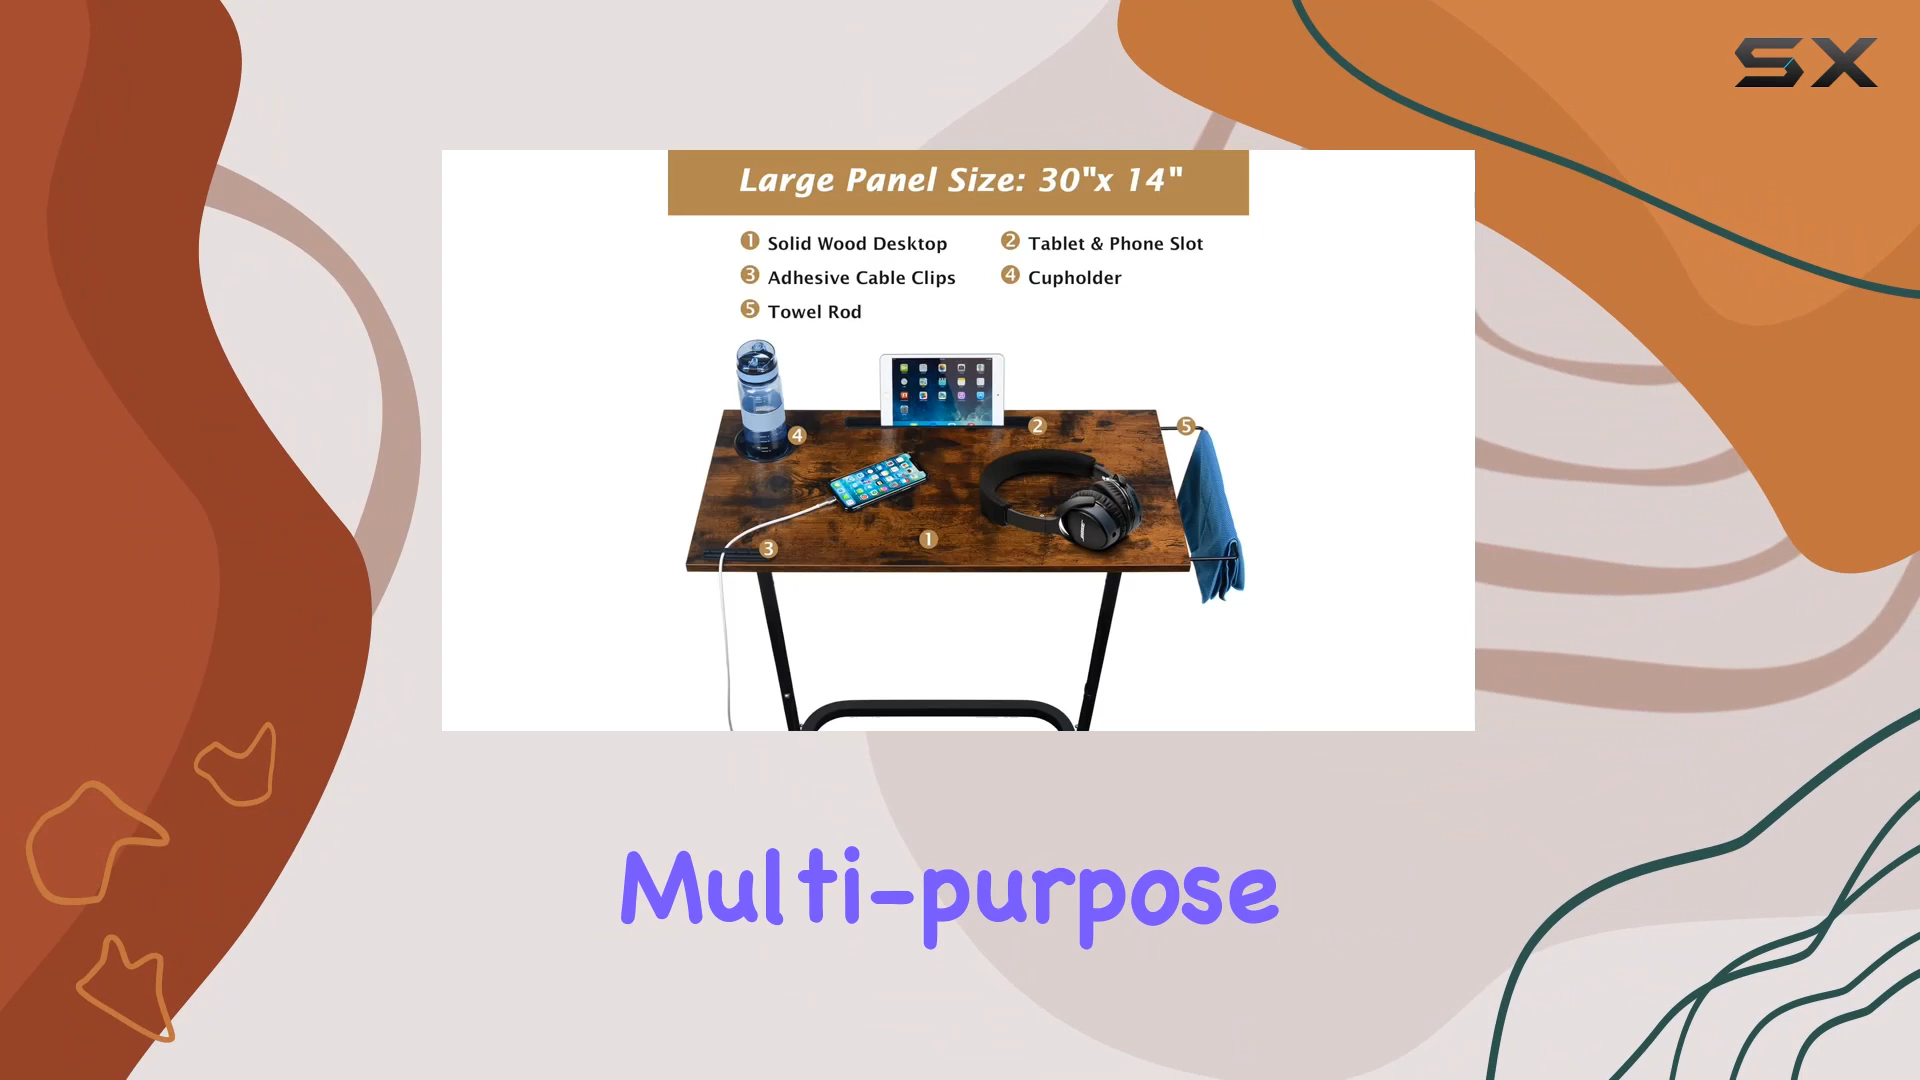 SX
Large Panel Size: 30"x 14"
1 Solid Wood Desktop
2 Tablet & Phone Slot
3 Adhesive Cable Clips
4 Cupholder
5 Towel Rod
4
2
5
1
3
Multi-purpose